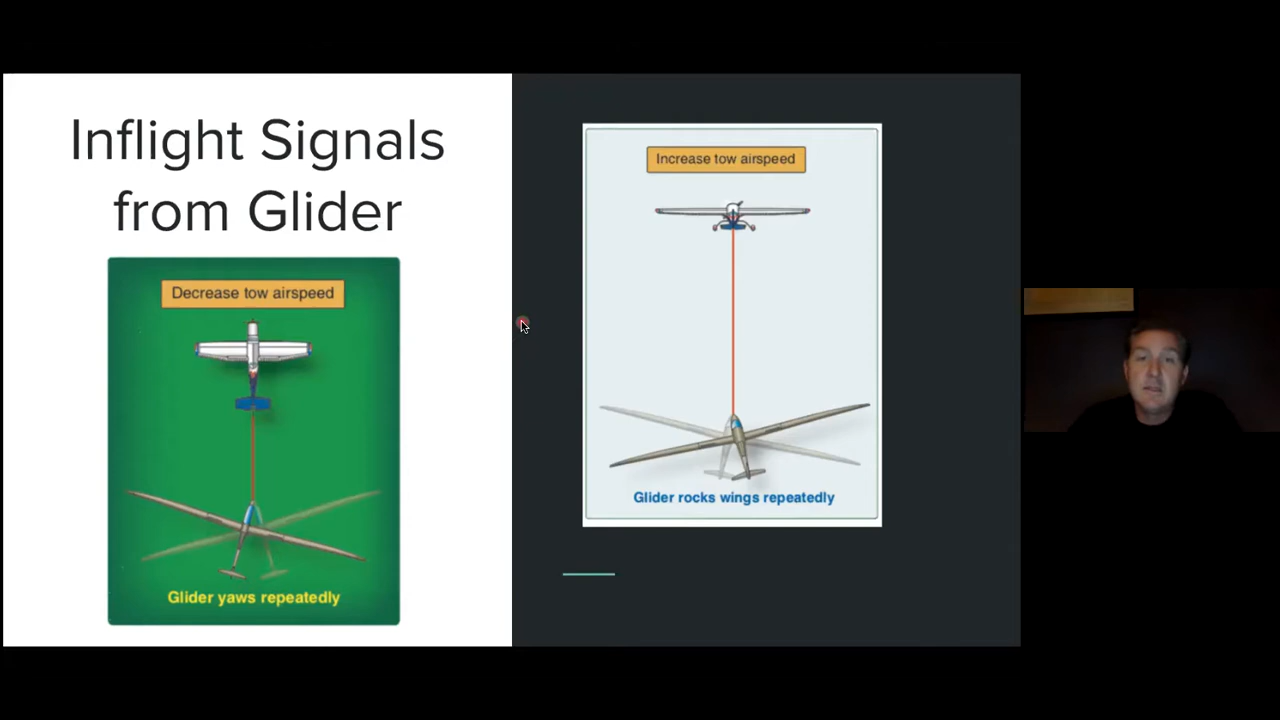 Inflight Signals
from Glider
Decrease tow airspeed
Glider yaws repeatedly
Increase tow airspeed
Glider rocks wings repeatedly